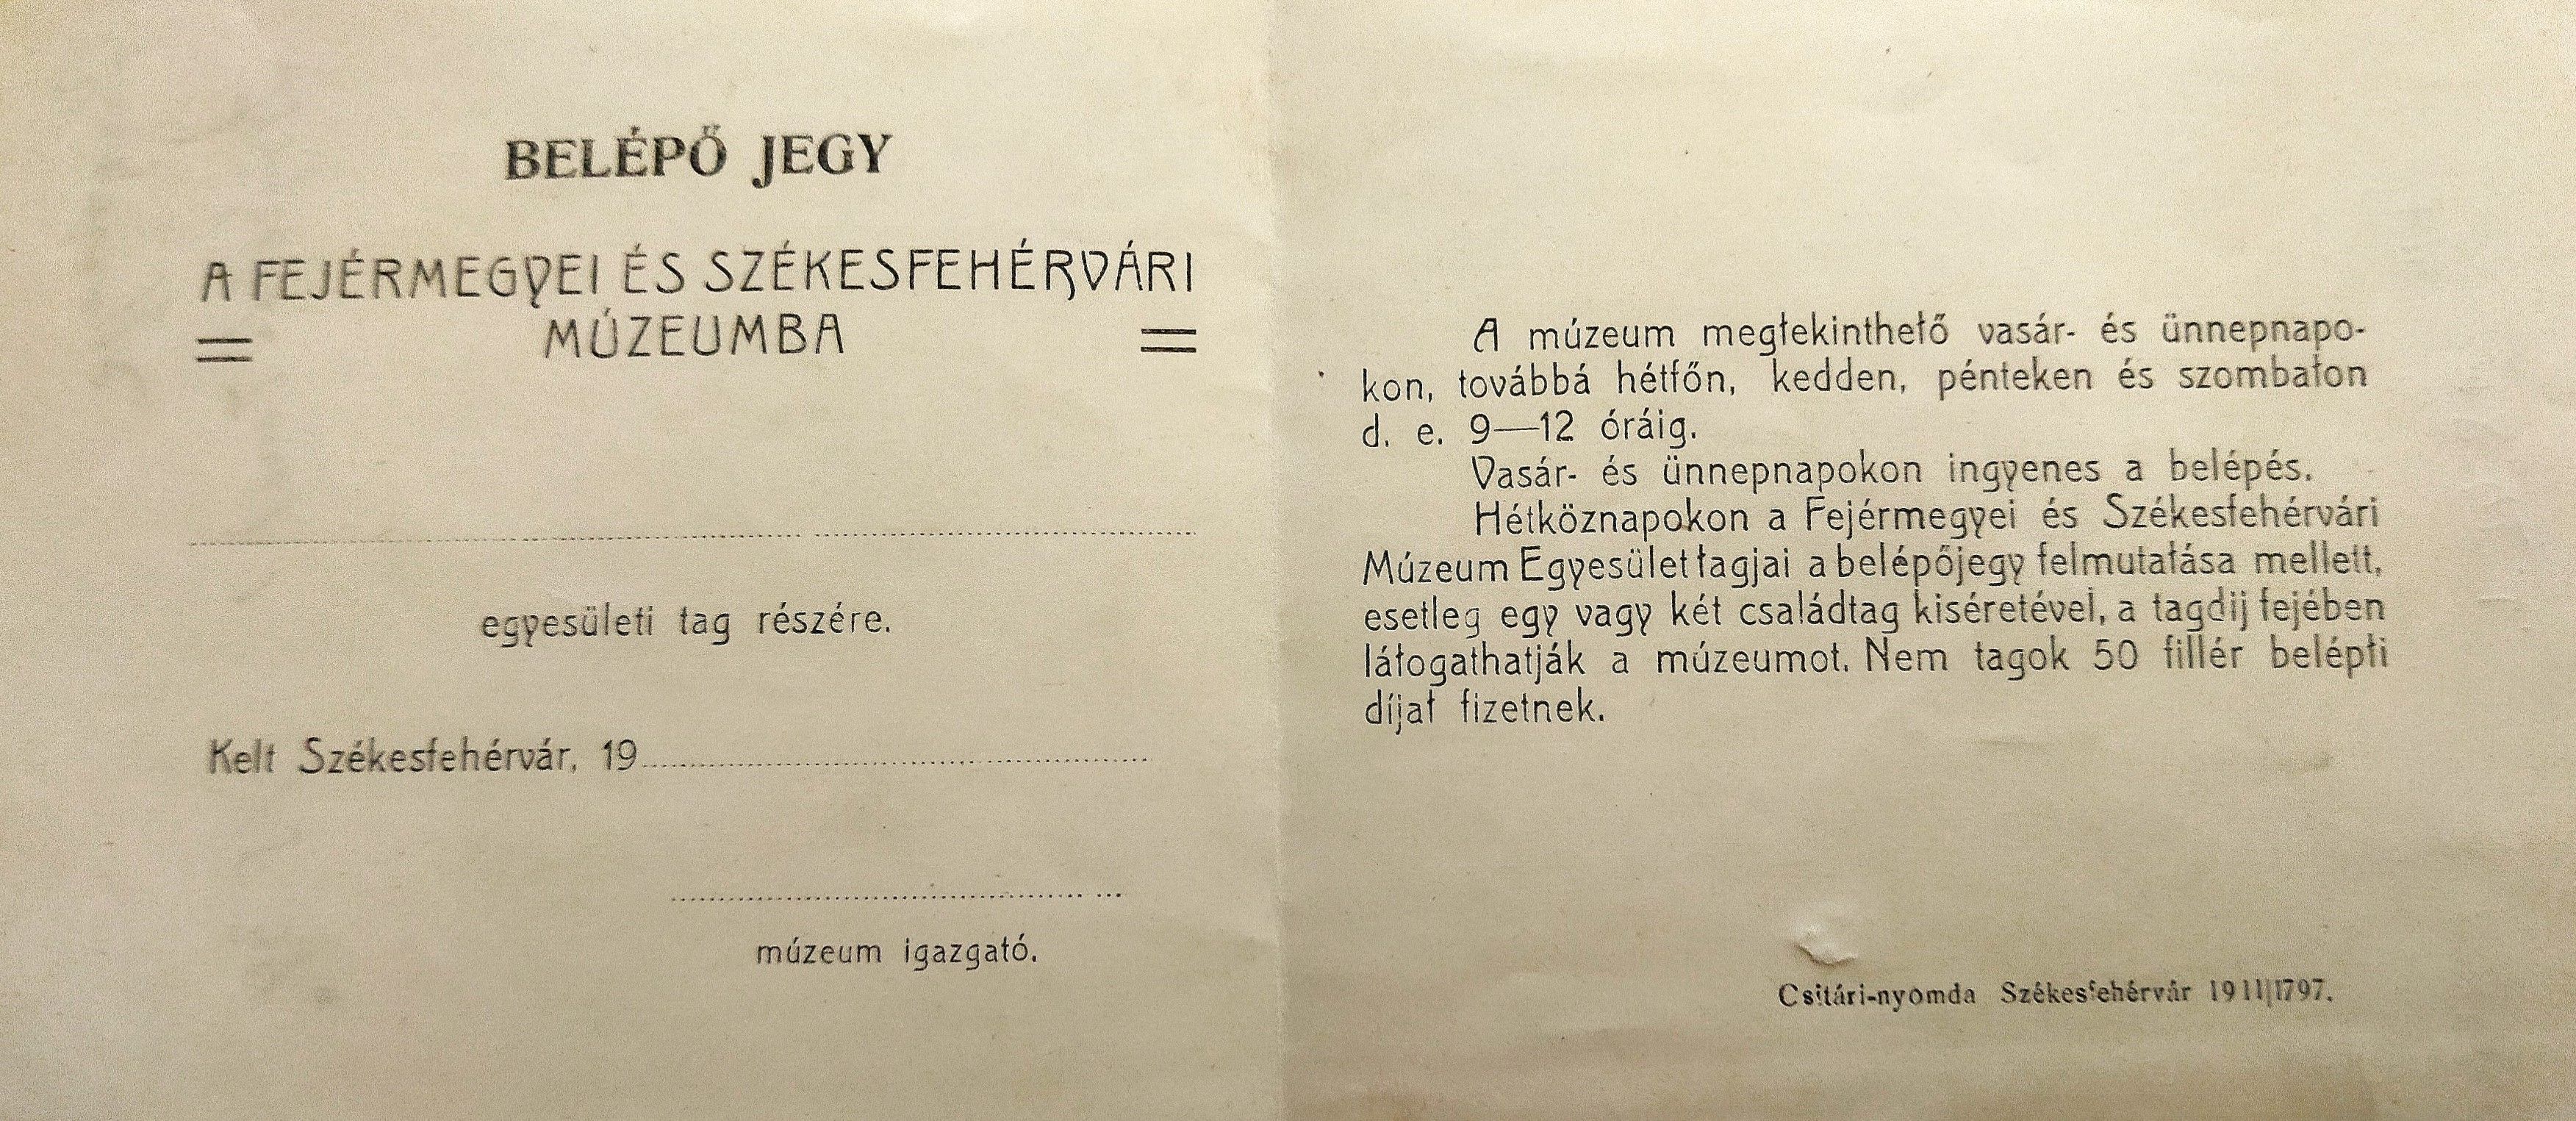 BELÉPŐ JEGY
A FEJÉRMEGYEI ÉS SZÉKESFEHÉRVÁRI
= MÚZEUMBA =
egyesületi tag részére.
Kelt Székesfehérvár, 19
múzeum igazgató.
A múzeum megtekinthető vasár- és ünnepnapo-
kon, továbbá hétfőn, kedden, pénteken és szombaton
d. e. 9—12 óráig.
Vasár- és ünnepnapokon ingyenes a belépés.
Hétköznapokon a Fejérmegyei és Székesfehérvári
Múzeum Egyesület tagjai a belépőjegy felmutatása mellett,
esetleg egy vagy két családtag kiséretével, a tagdij fejében
látogathatják a múzeumot. Nem tagok 50 fillér belépti
díjat fizetnek.
Csitári-nyomda Székesfehérvár 1911|1797.